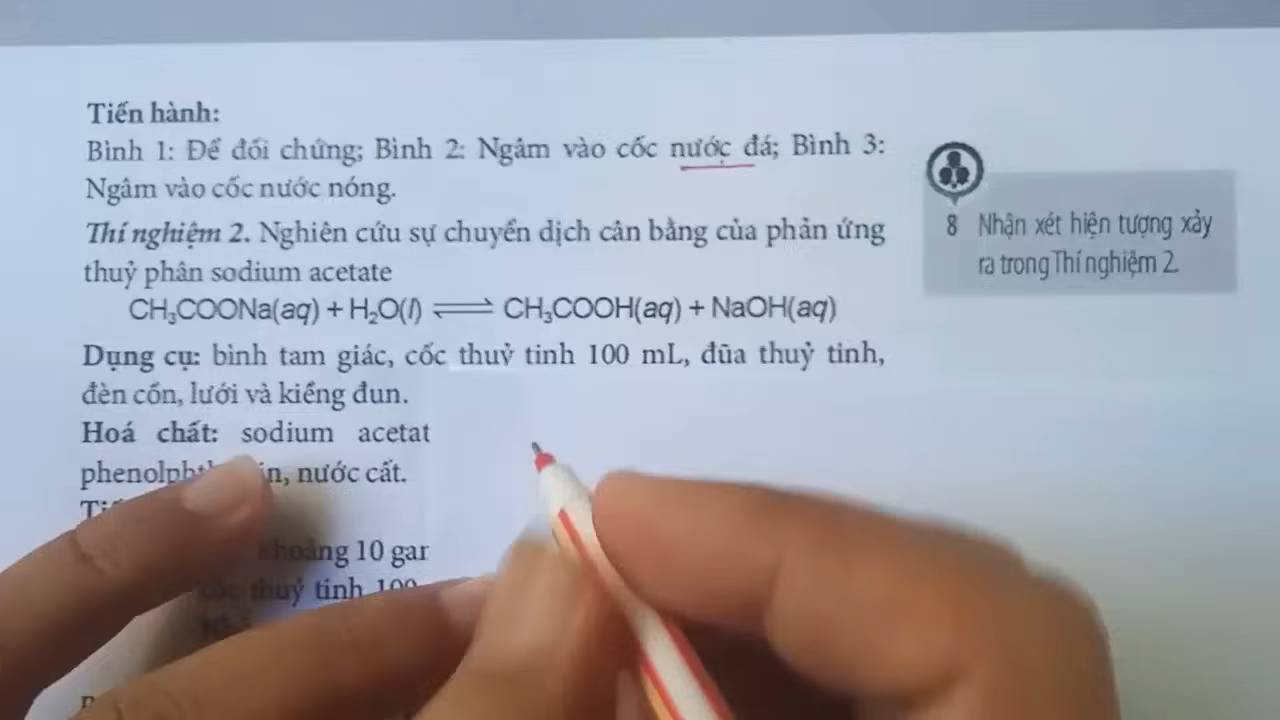 Tiến hành:
Bình 1: Để đối chứng; Bình 2: Ngâm vào cốc nước đá; Bình 3:
Ngâm vào cốc nước nóng.
Thí nghiệm 2. Nghiên cứu sự chuyển dịch cân bằng của phản ứng
thuỷ phân sodium acetate
CH₃COONa(aq) + H₂O(l) ⇌ CH₃COOH(aq) + NaOH(aq)
Dụng cụ: bình tam giác, cốc thuỷ tinh 100 mL, đũa thuỷ tinh,
đèn cồn, lưới và kiềng đun.
Hoá chất: sodium acetat
nước cất.
khoảng 10 gar
cốc thuỷ tinh 100
8 Nhận xét hiện tượng xảy
ra trong Thí nghiệm 2.